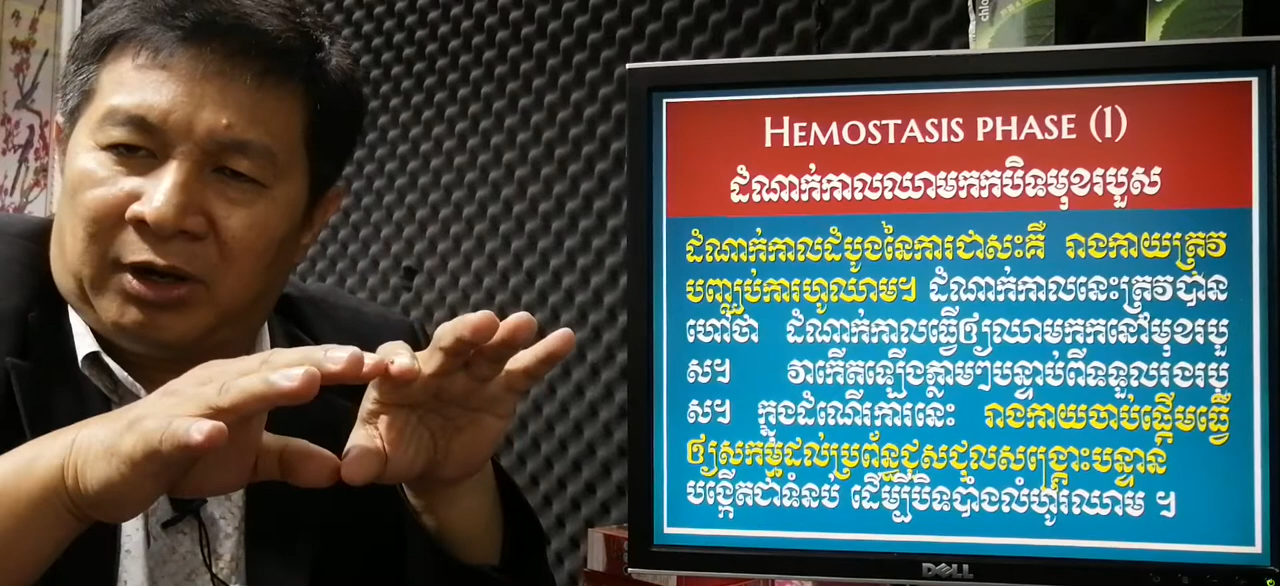 chlo
HEMOSTASIS PHASE (1)
ដំណាក់កាលឈាមកកបិទមុខរបួស
ដំណាក់កាលដំបូងនៃការជាសះគឺ រាងកាយត្រូវ
បញ្ឈប់ការហូរឈាម។ ដំណាក់កាលនេះត្រូវបាន
ហៅថា ដំណាក់កាលធ្វើឲ្យឈាមកកនៅមុខរបួ
ស។ វាកើតឡើងភ្លាមៗបន្ទាប់ពីទទួលរងរបួ
ស។ ក្នុងដំណើរការនេះ រាងកាយចាប់ផ្ដើមធ្វើ
ឲ្យសកម្មដល់ប្រព័ន្ធជួសជុលសង្គ្រោះបន្ទាន់
បង្កើតជាទំនប់ ដើម្បីបិទបាំងលំហូរឈាម ។
DELL